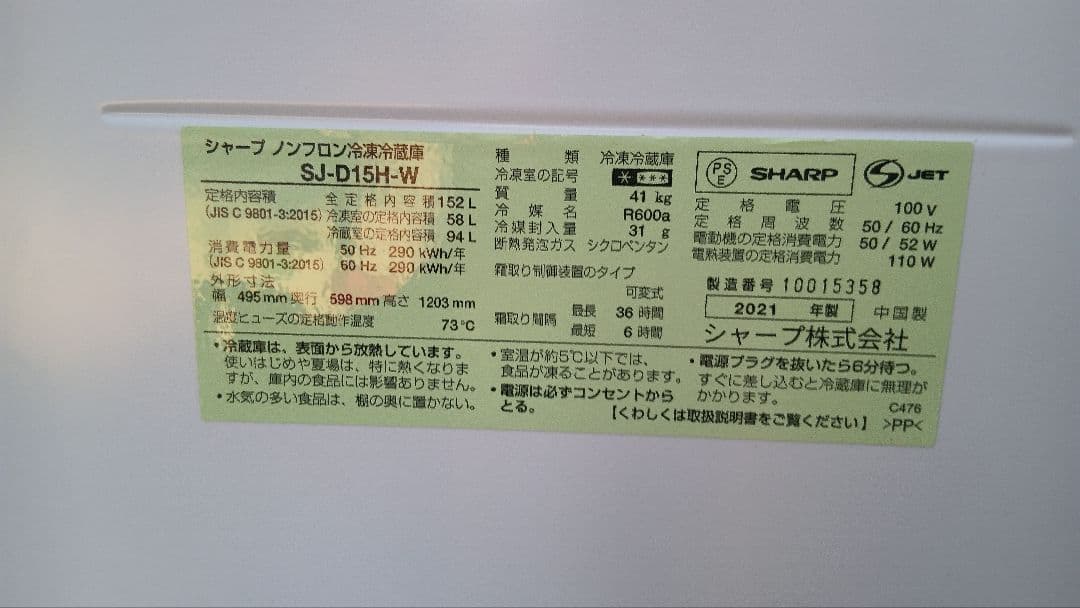 シャープ ノンフロン冷凍冷蔵庫
SJ-D15H-W
定格内容積 全定格内容積 152 L
(JIS C 9801-3:2015) 冷凍室の定格内容積 58 L
冷蔵室の定格内容積 94 L
消費電力量 50 Hz 290 kWh/年
(JIS C 9801-3:2015) 60 Hz 290 kWh/年
外形寸法
幅 495 mm 奥行 598 mm 高さ 1203 mm
温度ヒューズの定格動作温度 73℃
種類 冷凍冷蔵庫
冷凍室の記号 * ***
質量 41 kg
冷媒名 R600a
冷媒封入量 31 g
断熱発泡ガス シクロペンタン
霜取り制御装置のタイプ
可変式
霜取り間隔 最長 36 時間
最短 6 時間
PSE SHARP JET
定格電圧 100 V
定格周波数 50 / 60 Hz
電動機の定格消費電力 50 / 52 W
電熱装置の定格消費電力 110 W
製造番号 10015358
2021 年製 中国製
シャープ株式会社
・冷蔵庫は、表面から放熱しています。
使いはじめや夏場は、特に熱くなりま
すが、庫内の食品には影響ありません。
・水気の多い食品は、棚の奥に置かない。
・室温が約5℃以下では、
食品が凍ることがあります。
・電源は必ずコンセントから
とる。
・電源プラグを抜いたら6分待つ。
すぐに差し込むと冷蔵庫に無理が
かかります。
C476
【くわしくは取扱説明書をご覧ください】 >PP<